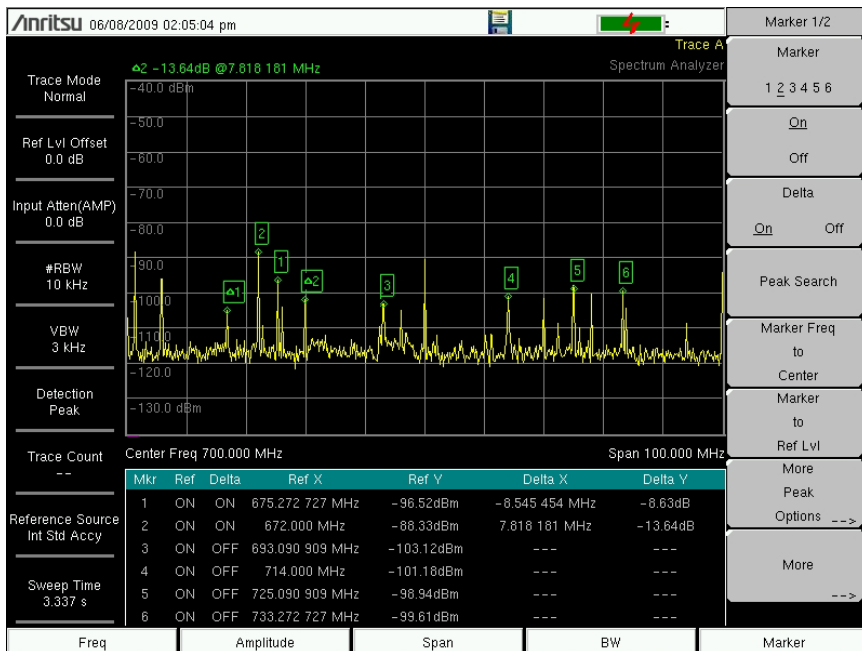 Anritsu 06/08/2009 02:05:04 pm
Trace A
Δ2 -13.64dB @7.818 181 MHz
Spectrum Analyzer
Trace Mode
Normal
Ref Lvl Offset
0.0 dB
Input Atten(AMP)
0.0 dB
#RBW
10 kHz
VBW
3 kHz
Detection
Peak
Trace Count
--
Reference Source
Int Std Accy
Sweep Time
3.337 s
-40.0 dBm
-50.0
-60.0
-70.0
-80.0
-90.0
-100.0
-110.0
-120.0
-130.0 dBm
Δ1
2
1
Δ2
3
4
5
6
Center Freq 700.000 MHz
Span 100.000 MHz
Mkr Ref Delta Ref X Ref Y Delta X Delta Y
1 ON ON 675.272 727 MHz -96.52dBm -8.545 454 MHz -8.63dB
2 ON ON 672.000 MHz -88.33dBm 7.818 181 MHz -13.64dB
3 ON OFF 693.090 909 MHz -103.12dBm --- ---
4 ON OFF 714.000 MHz -101.18dBm --- ---
5 ON OFF 725.090 909 MHz -98.94dBm --- ---
6 ON OFF 733.272 727 MHz -99.61dBm --- ---
Marker 1/2
Marker
1 2 3 4 5 6
On
Off
Delta
On Off
Peak Search
Marker Freq
to
Center
Marker
to
Ref Lvl
More
Peak
Options -->
More
-->
Freq
Amplitude
Span
BW
Marker